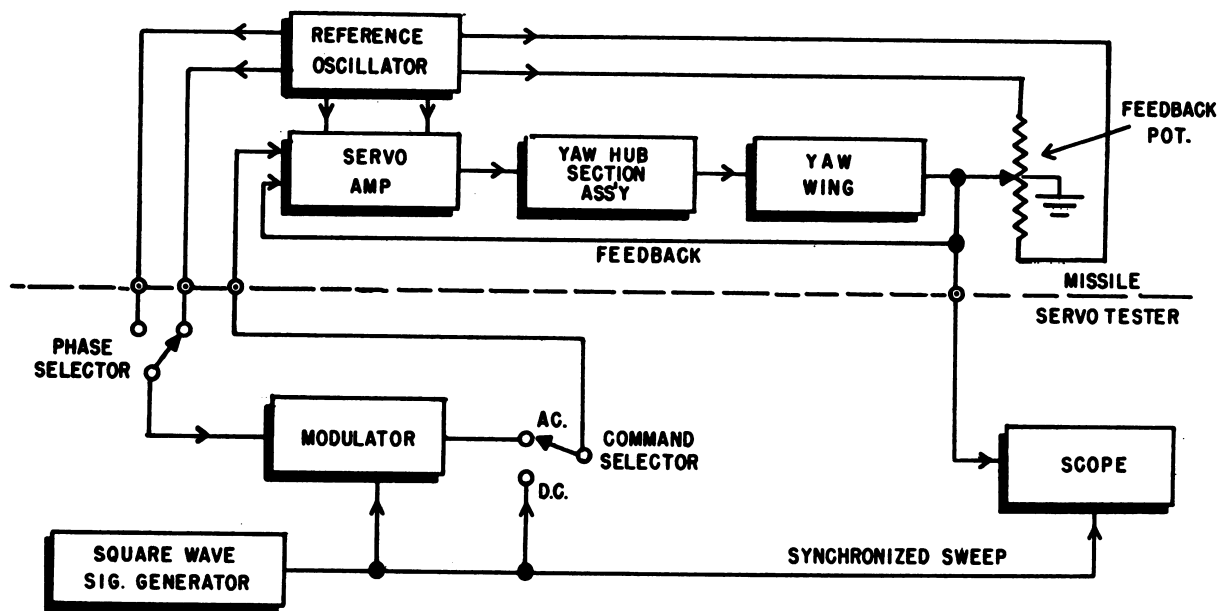 REFERENCE
OSCILLATOR
FEEDBACK
POT.
SERVO
AMP
YAW HUB
SECTION
ASS'Y
YAW
WING
FEEDBACK
MISSILE
SERVO TESTER
PHASE
SELECTOR
MODULATOR
A.C.
D.C.
COMMAND
SELECTOR
SCOPE
SQUARE WAVE
SIG. GENERATOR
SYNCHRONIZED SWEEP